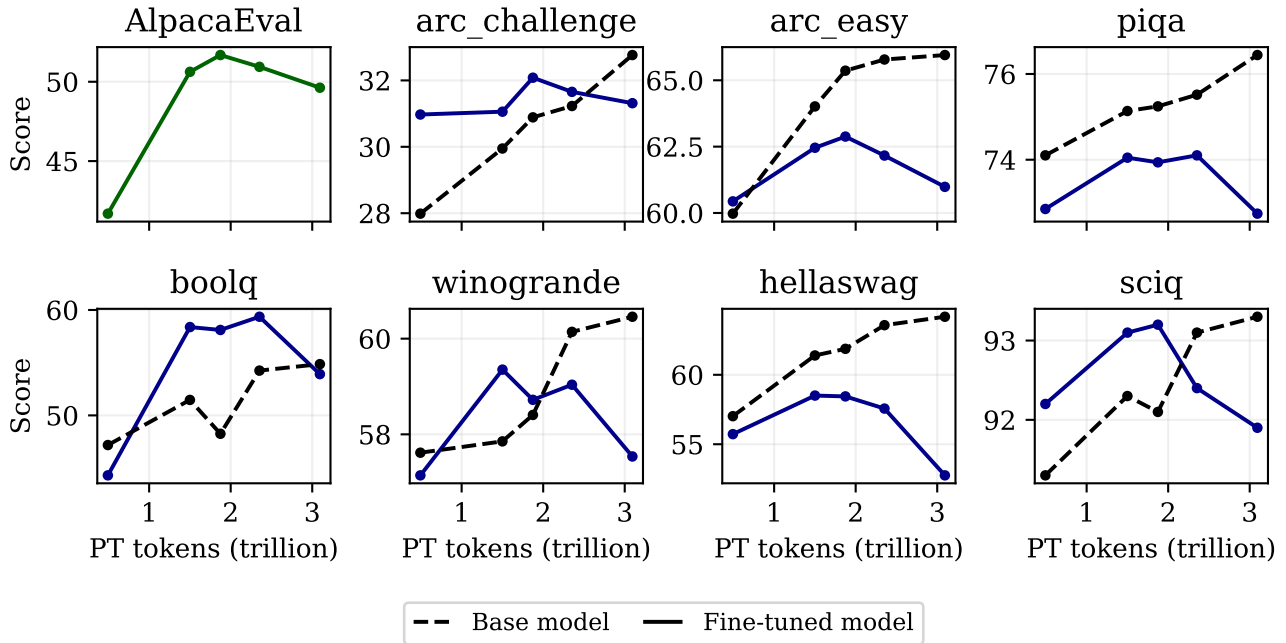 AlpacaEval
arc_challenge
arc_easy
piqa
Score
50
45
32
30
28
65.0
62.5
60.0
76
74
boolq
winogrande
hellaswag
sciq
Score
60
50
60
58
60
55
93
92
1 2 3
1 2 3
1 2 3
1 2 3
PT tokens (trillion)
PT tokens (trillion)
PT tokens (trillion)
PT tokens (trillion)
Base model
Fine-tuned model